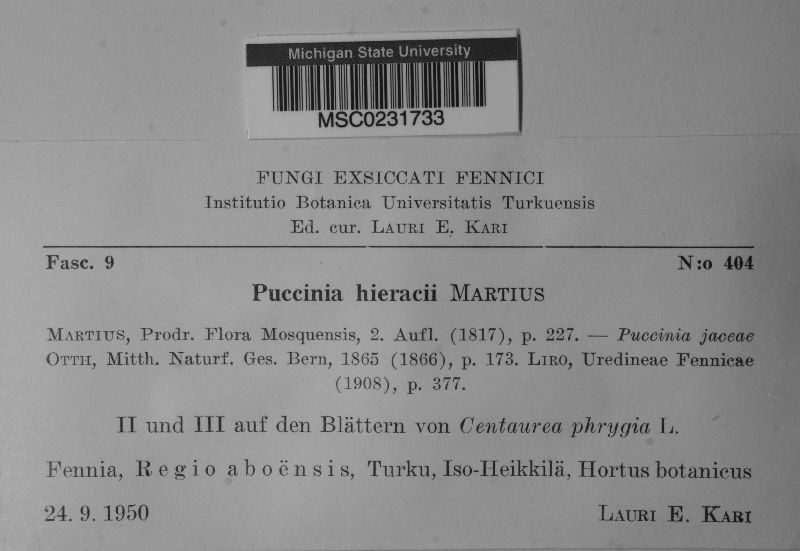 Michigan State University
MSC0231733
FUNGI EXSICCATI FENNICI
Institutio Botanica Universitatis Turkuensis
Ed. cur. LAURI E. KARI
Fasc. 9 N:o 404
Puccinia hieracii MARTIUS
MARTIUS, Prodr. Flora Mosquensis, 2. Aufl. (1817), p. 227. — Puccinia jaceae
OTTH, Mitth. Naturf. Ges. Bern, 1865 (1866), p. 173. LIRO, Uredineae Fennicae
(1908), p. 377.
II und III auf den Blättern von Centaurea phrygia L.
Fennia, Regio aboënsis, Turku, Iso-Heikkilä, Hortus botanicus
24. 9. 1950 LAURI E. KARI